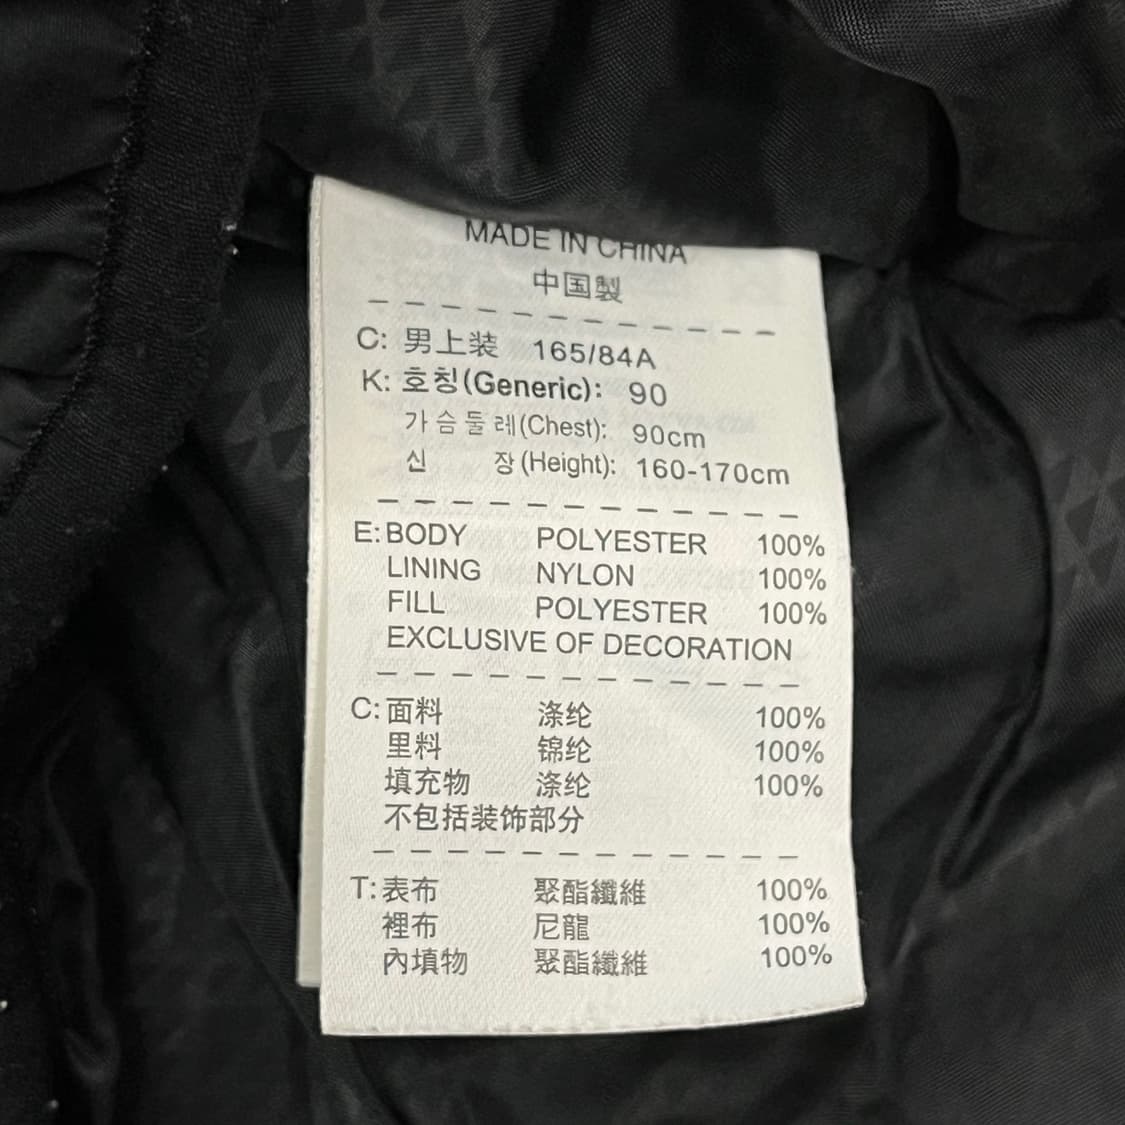 MADE IN CHINA
中国製
C: 男上装 165/84A
K: 호칭(Generic): 90
가슴둘레(Chest): 90cm
신 장(Height): 160-170cm
E: BODY POLYESTER 100%
LINING NYLON 100%
FILL POLYESTER 100%
EXCLUSIVE OF DECORATION
C: 面料 涤纶 100%
里料 锦纶 100%
填充物 涤纶 100%
不包括装饰部分
T: 表布 聚酯纖維 100%
裡布 尼龍 100%
內填物 聚酯纖維 100%